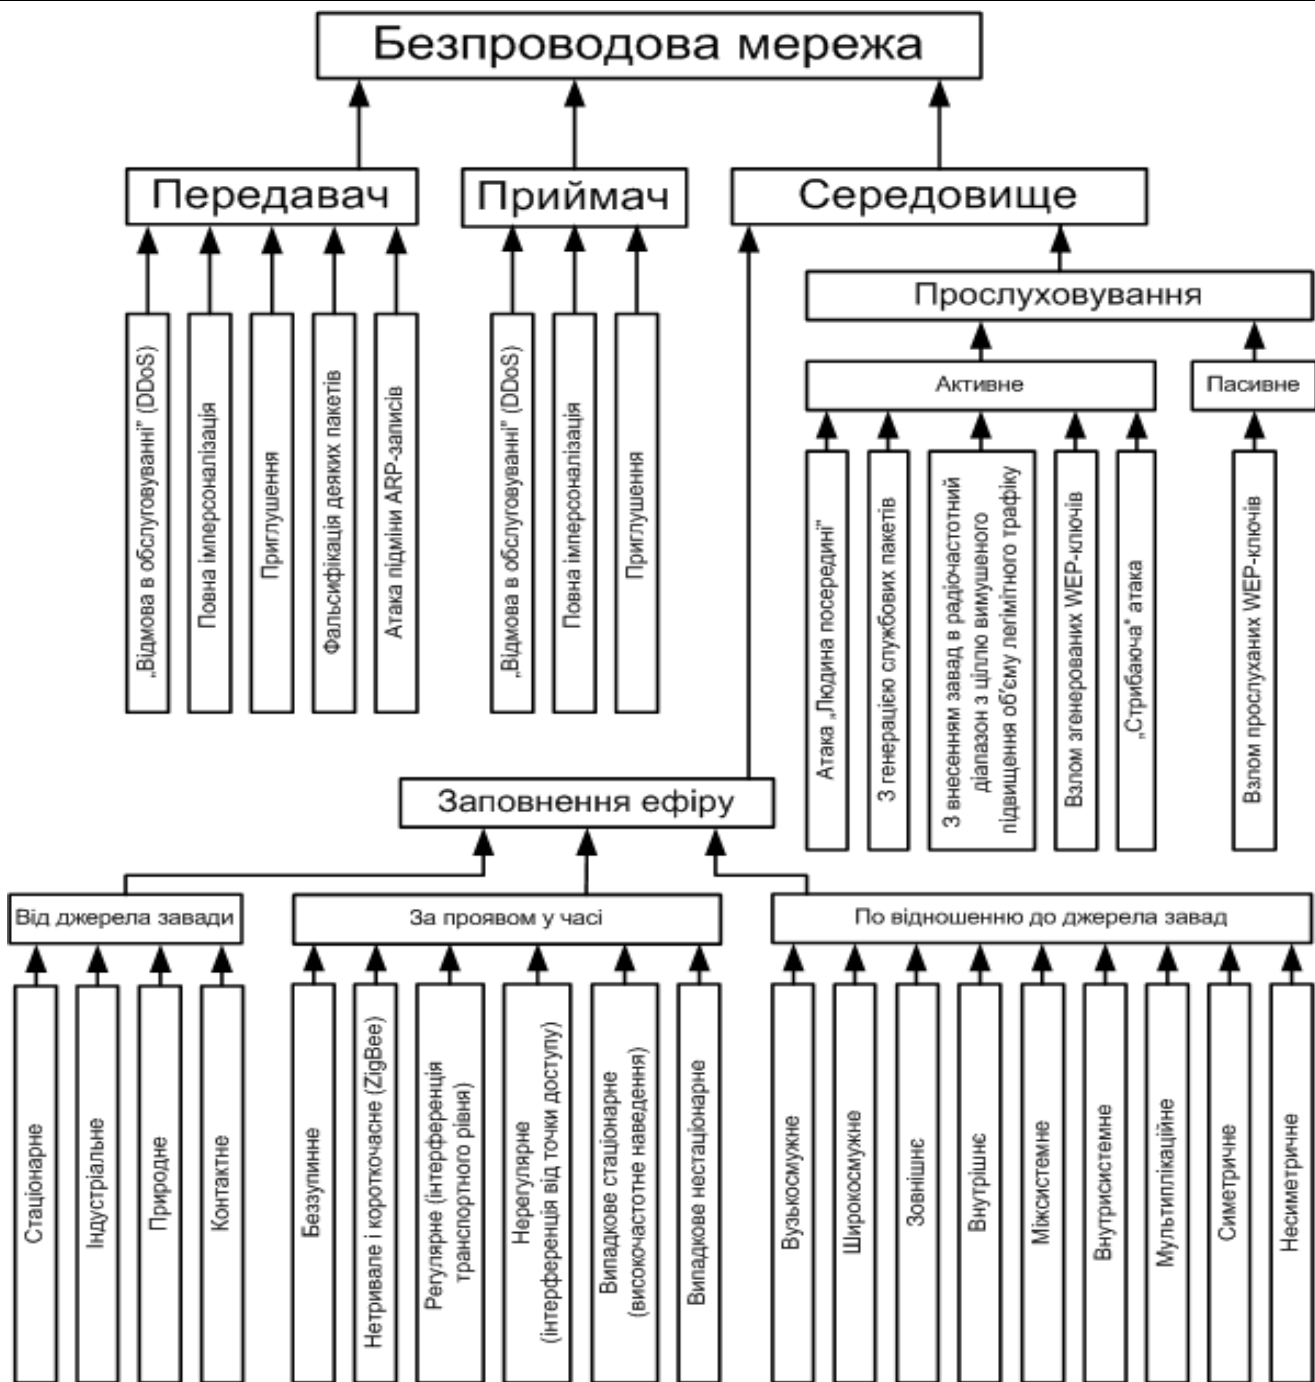 Безпроводова мережа
Передавач
Приймач
Середовище
„Відмова в обслуговуванні” (DDoS)
Повна імперсоналізація
Приглушення
Фальсифікація деяких пакетів
Атака підміни ARP-записів
„Відмова в обслуговуванні” (DDoS)
Повна імперсоналізація
Приглушення
Прослуховування
Активне
Пасивне
Атака „Людина посередині”
З генерацією службових пакетів
З внесенням завад в радіочастотний
діапазон з ціллю вимушеного
підвищення об’єму легімітного трафіку
Взлом згенерованих WEP-ключів
„Стрибаюча” атака
Взлом прослуханих WEP-ключів
Заповнення ефіру
Від джерела завади
За проявом у часі
По відношенню до джерела завад
Стаціонарне
Індустріальне
Природне
Контактне
Беззупинне
Нетривале і короткочасне (ZigBee)
Регулярне (інтерференція
транспортного рівня)
Нерегулярне
(інтерференція від точки доступу)
Випадкове стаціонарне
(високочастотне наведення)
Випадкове нестаціонарне
Вузькосмужне
Широкосмужне
Зовнішнє
Внутрішнє
Міжсистемне
Внутрисистемне
Мультиплікаційне
Симетричне
Несиметричне